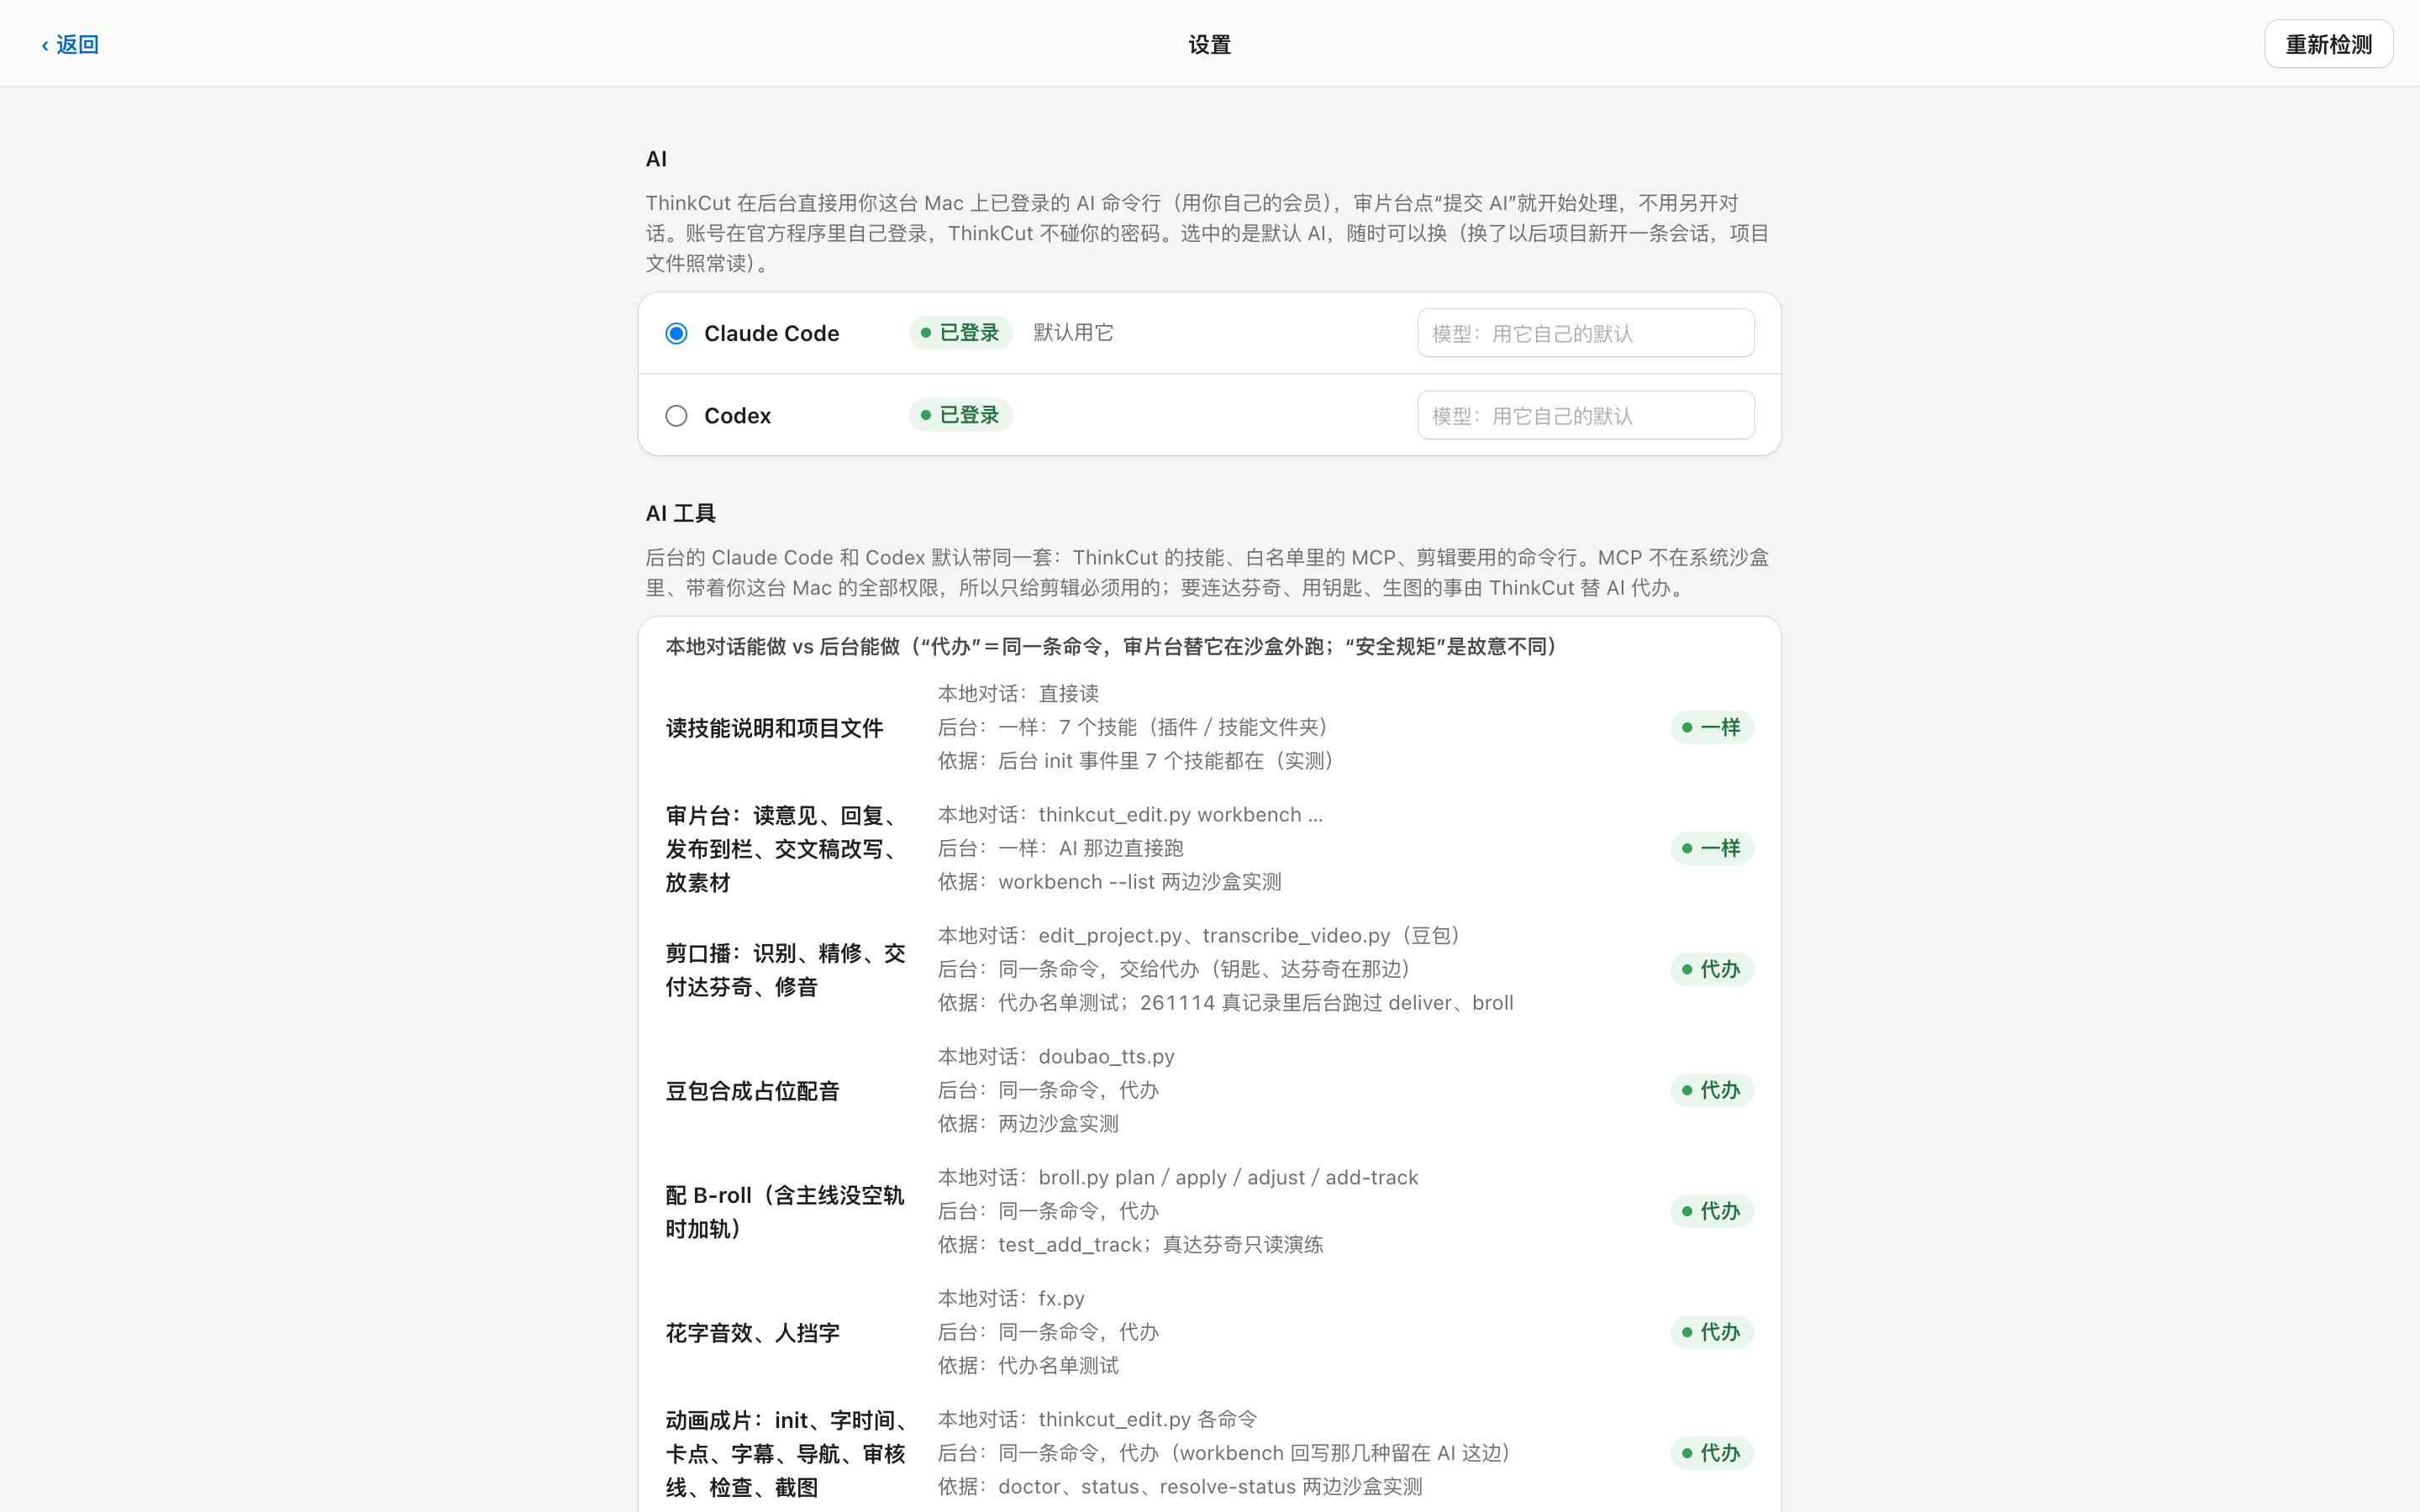 ‹ 返回
设置
重新检测
AI
ThinkCut 在后台直接用你这台 Mac 上已登录的 AI 命令行（用你自己的会员），审片台点“提交 AI”就开始处理，不用另开对
话。账号在官方程序里自己登录，ThinkCut 不碰你的密码。选中的是默认 AI，随时可以换（换了以后项目新开一条会话，项目
文件照常读）。
Claude Code 已登录 默认用它 模型：用它自己的默认
Codex 已登录 模型：用它自己的默认
AI 工具
后台的 Claude Code 和 Codex 默认带同一套：ThinkCut 的技能、白名单里的 MCP、剪辑要用的命令行。MCP 不在系统沙盒
里、带着你这台 Mac 的全部权限，所以只给剪辑必须用的；要连达芬奇、用钥匙、生图的事由 ThinkCut 替 AI 代办。
本地对话能做 vs 后台能做（“代办”＝同一条命令，审片台替它在沙盒外跑；“安全规矩”是故意不同）
读技能说明和项目文件
本地对话：直接读
后台：一样：7 个技能（插件 / 技能文件夹）
依据：后台 init 事件里 7 个技能都在（实测）
一样
审片台：读意见、回复、
发布到栏、交文稿改写、
放素材
本地对话：thinkcut_edit.py workbench ...
后台：一样：AI 那边直接跑
依据：workbench --list 两边沙盒实测
一样
剪口播：识别、精修、交
付达芬奇、修音
本地对话：edit_project.py、transcribe_video.py（豆包）
后台：同一条命令，交给代办（钥匙、达芬奇在那边）
依据：代办名单测试；261114 真记录里后台跑过 deliver、broll
代办
豆包合成占位配音
本地对话：doubao_tts.py
后台：同一条命令，代办
依据：两边沙盒实测
代办
配 B-roll（含主线没空轨
时加轨）
本地对话：broll.py plan / apply / adjust / add-track
后台：同一条命令，代办
依据：test_add_track；真达芬奇只读演练
代办
花字音效、人挡字
本地对话：fx.py
后台：同一条命令，代办
依据：代办名单测试
代办
动画成片：init、字时间、
卡点、字幕、导航、审核
线、检查、截图
本地对话：thinkcut_edit.py 各命令
后台：同一条命令，代办（workbench 回写那几种留在 AI 这边）
依据：doctor、status、resolve-status 两边沙盒实测
代办